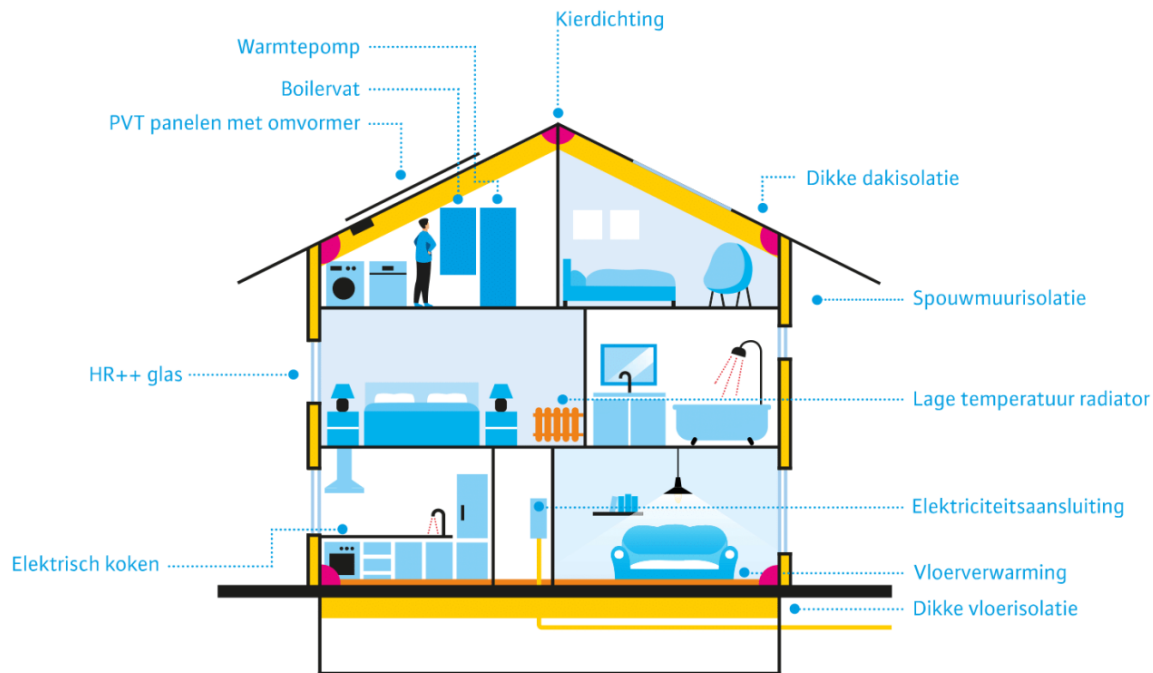 Kierdichting
Warmtepomp
Boilervat
PVT panelen met omvormer
Dikke dakisolatie
Spouwmuurisolatie
HR++ glas
Lage temperatuur radiator
Elektriciteitsaansluiting
Elektrisch koken
Vloerverwarming
Dikke vloerisolatie